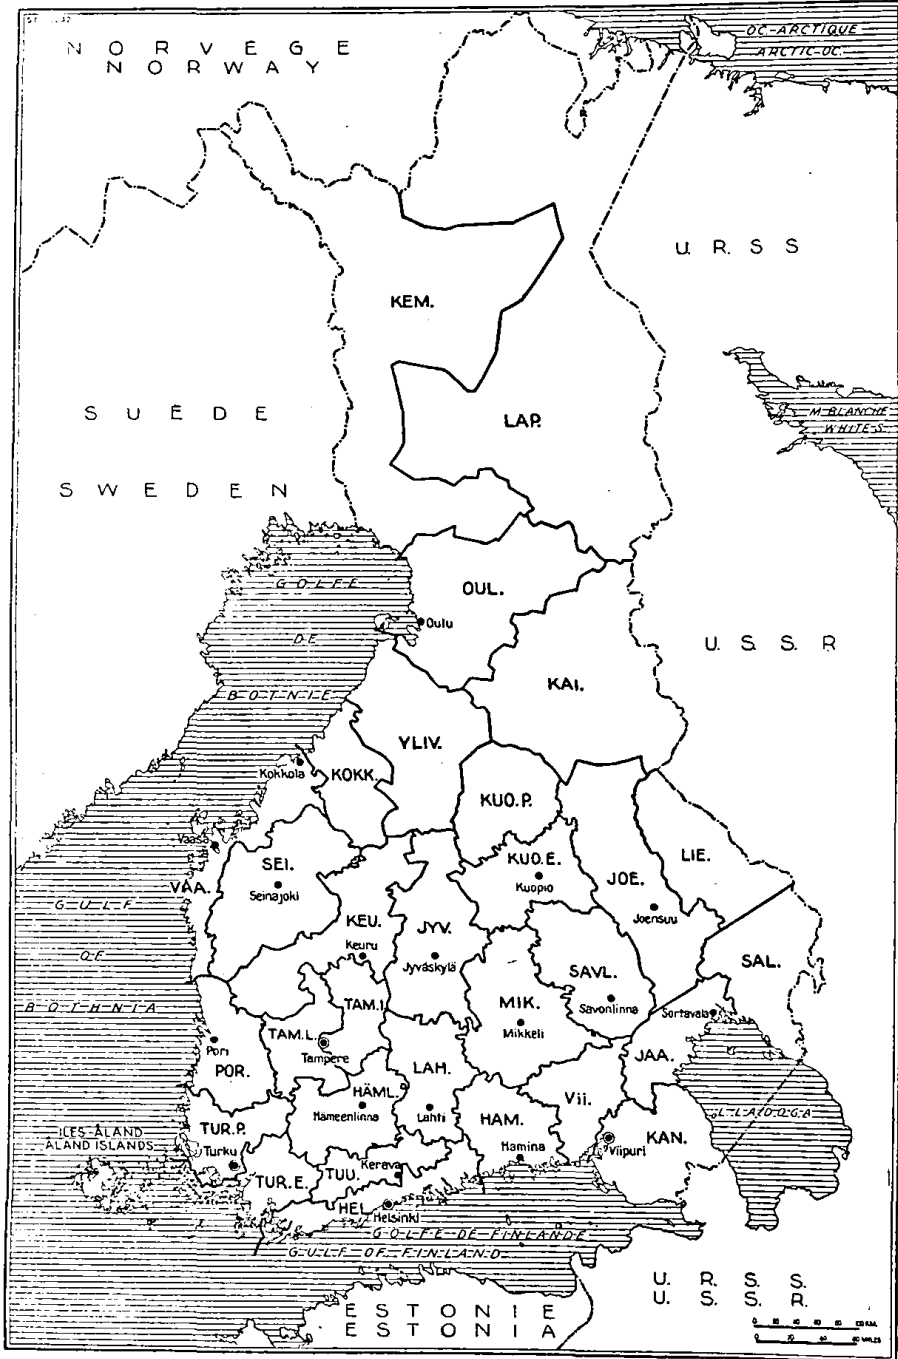 OC.-ARCTIQUE
ARCTIC-OC.
NORVEGE
NORWAY
U.R.S S
KEM.
M.BLANCHE
WHITE-S.
SUEDE
LAP.
SWEDEN
GOLFE
OUL.
Oulu
DE
U.S.S.R
KAI.
BOTNIE
YLIV.
Kokkola
KOKK.
KUO.P.
Vaasa
SEI.
KUO.E.
LIE.
VAA.
Seinajoki
Kuopio
JOE.
GULF
KEU.
JYV.
Joensuu
Keuru
OF
Jyväskylä
SAVL.
SAL.
BOTHNIA
TAM.I.
MIK.
Savonlinna
Sortavala
TAM.L.
Mikkeli
Pori
Tampere
JAA.
POR.
LAH.
HÄML.
Vii.
L.LADOGA
Hämeenlinna
Lahti
HAM.
ILES-ÅLAND
ÅLAND ISLANDS
TUR.P.
KAN.
Turku
Kerava
Hamina
Viipuri
TUR.E.
TUU.
HEL.
Helsinki
GOLFE-DE-FINLANDE
GULF OF FINLAND
U.R.S.S.
U.S.S.R.
ESTONIE
ESTONIA